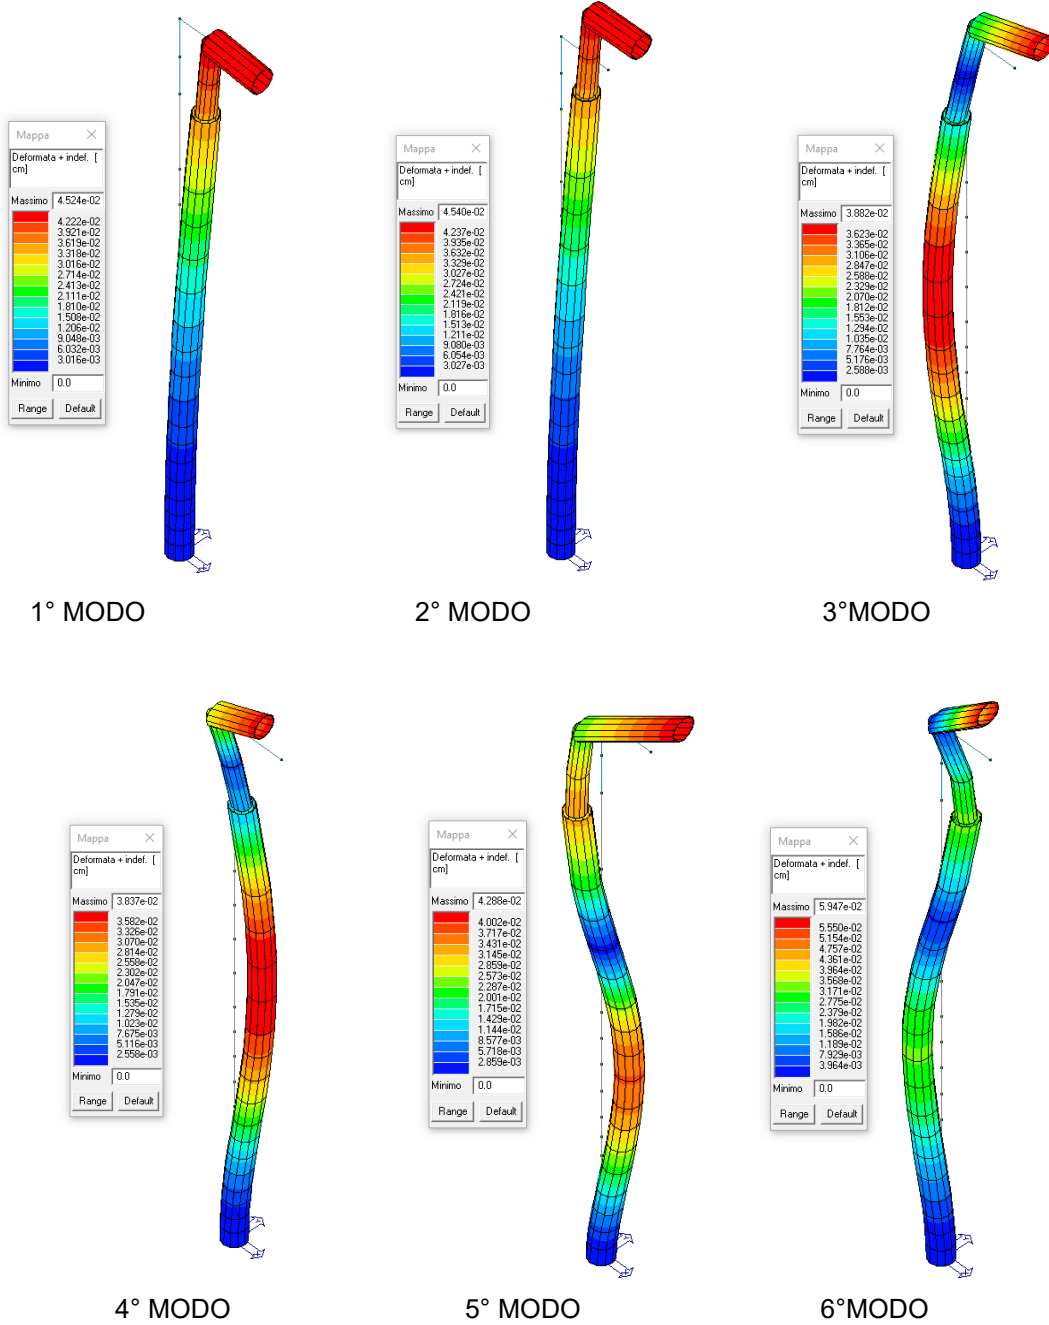 Mappa
Deformata + indef. [
cm]
Massimo 4.524e-02
4.222e-02
3.921e-02
3.619e-02
3.318e-02
3.016e-02
2.714e-02
2.413e-02
2.111e-02
1.810e-02
1.508e-02
1.206e-02
9.048e-03
6.032e-03
3.016e-03
Minimo 0.0
Range Default
1° MODO
Mappa
Deformata + indef. [
cm]
Massimo 4.540e-02
4.237e-02
3.935e-02
3.632e-02
3.329e-02
3.027e-02
2.724e-02
2.421e-02
2.119e-02
1.816e-02
1.513e-02
1.211e-02
9.080e-03
6.054e-03
3.027e-03
Minimo 0.0
Range Default
2° MODO
Mappa
Deformata + indef. [
cm]
Massimo 3.882e-02
3.623e-02
3.365e-02
3.106e-02
2.847e-02
2.588e-02
2.329e-02
2.070e-02
1.812e-02
1.553e-02
1.294e-02
1.035e-02
7.764e-03
5.176e-03
2.588e-03
Minimo 0.0
Range Default
3°MODO
Mappa
Deformata + indef. [
cm]
Massimo 3.837e-02
3.582e-02
3.326e-02
3.070e-02
2.814e-02
2.558e-02
2.302e-02
2.047e-02
1.791e-02
1.535e-02
1.279e-02
1.023e-02
7.675e-03
5.116e-03
2.558e-03
Minimo 0.0
Range Default
4° MODO
Mappa
Deformata + indef. [
cm]
Massimo 4.288e-02
4.002e-02
3.717e-02
3.431e-02
3.145e-02
2.859e-02
2.573e-02
2.287e-02
2.001e-02
1.715e-02
1.429e-02
1.144e-02
8.577e-03
5.718e-03
2.859e-03
Minimo 0.0
Range Default
5° MODO
Mappa
Deformata + indef. [
cm]
Massimo 5.947e-02
5.550e-02
5.154e-02
4.757e-02
4.361e-02
3.964e-02
3.568e-02
3.171e-02
2.775e-02
2.379e-02
1.982e-02
1.586e-02
1.189e-02
7.929e-03
3.964e-03
Minimo 0.0
Range Default
6°MODO